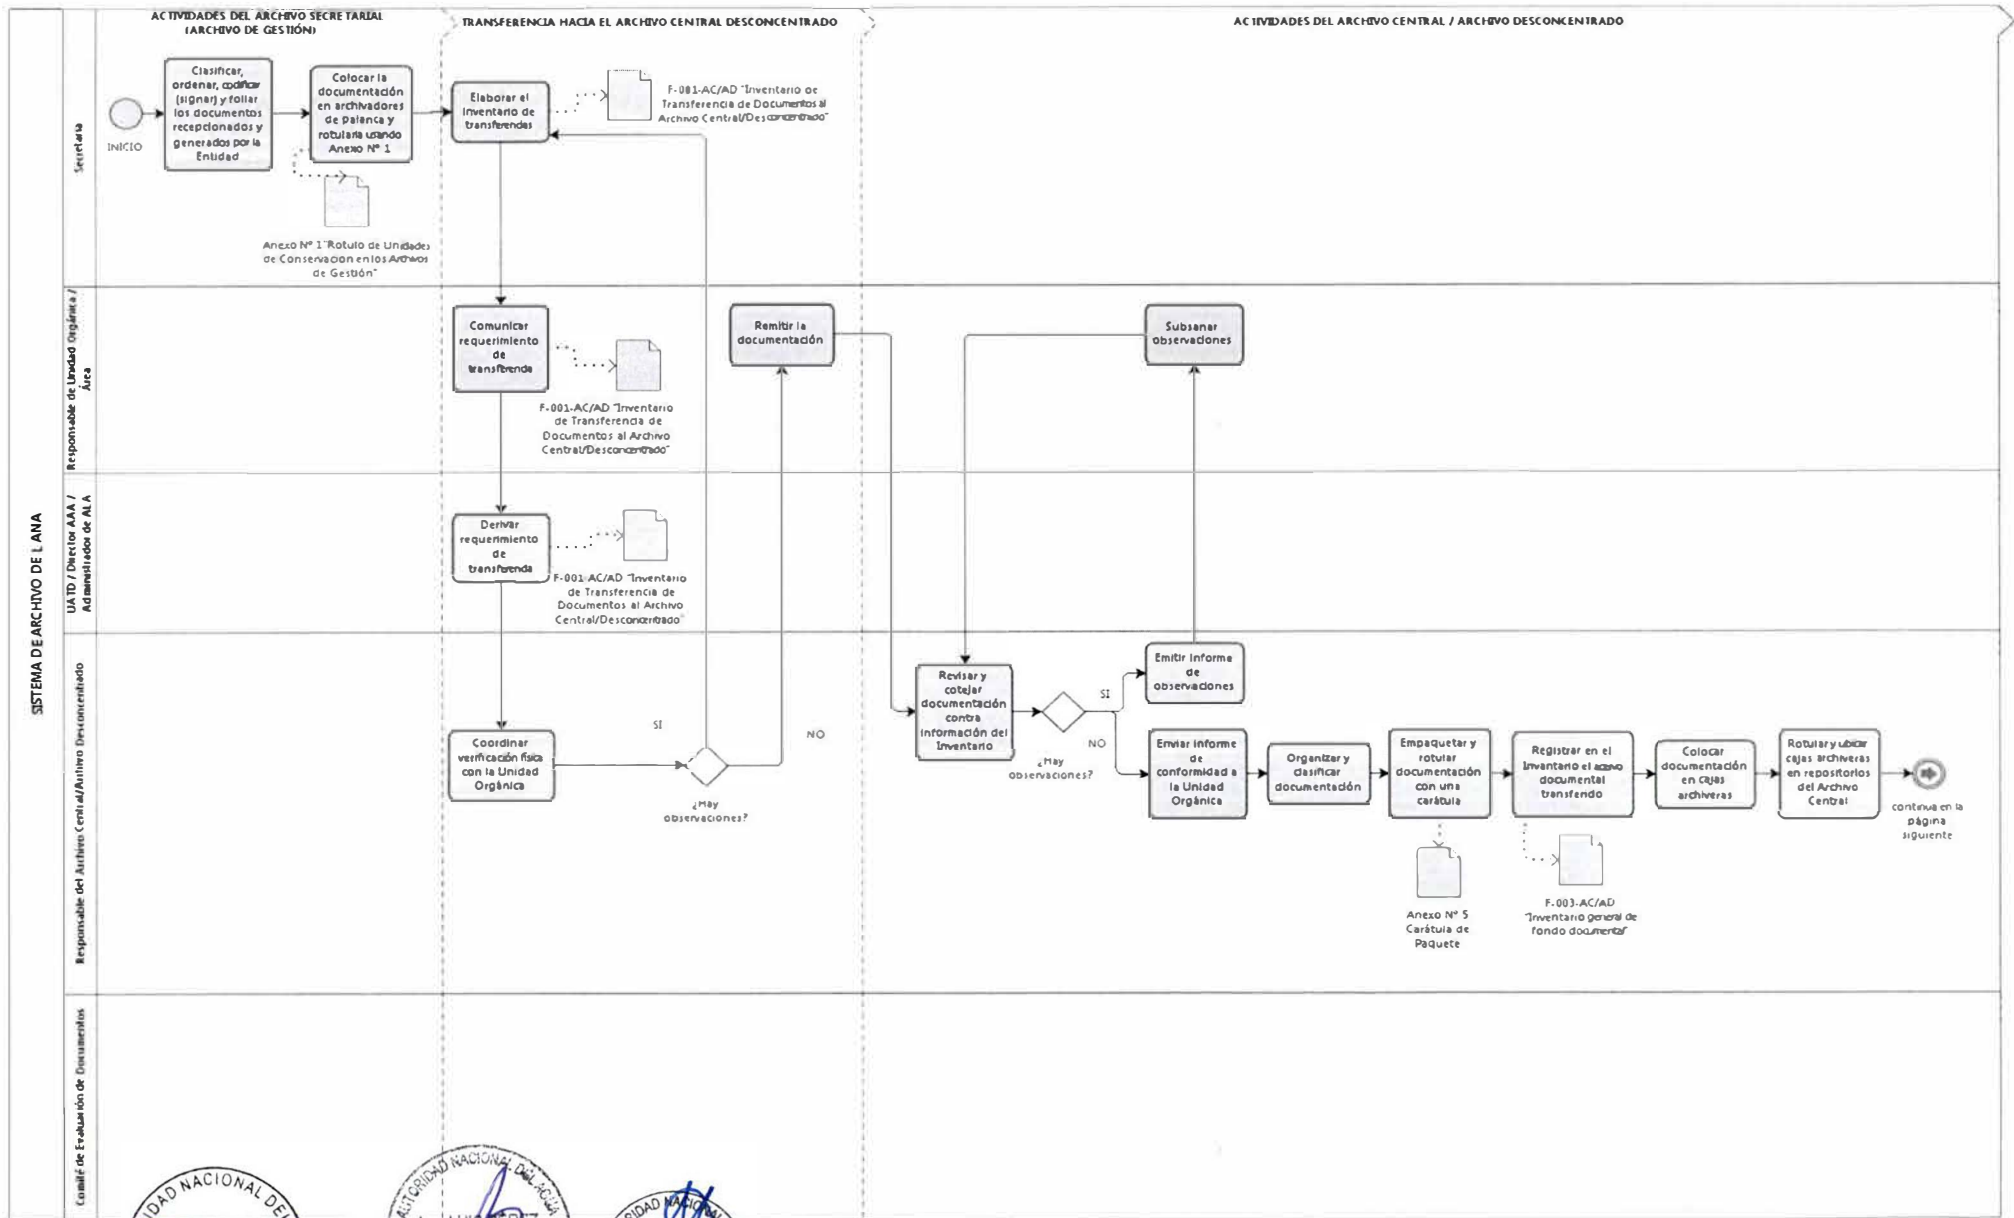 ACTIVIDADES DEL ARCHIVO SECRETARIAL
(ARCHIVO DE GESTIÓN)
TRANSFERENCIA HACIA EL ARCHIVO CENTRAL DESCONCENTRADO
ACTIVIDADES DEL ARCHIVO CENTRAL / ARCHIVO DESCONCENTRADO
SISTEMA DE ARCHIVO DE L ANA
Secretaria
INICIO
Clasificar,
ordenar, codificar
(signar) y foliar
los documentos
recepcionados y
generados por la
Entidad
Colocar la
documentación
en archivadores
de palanca y
rotularla usando
Anexo N° 1
Anexo N° 1 "Rotulo de Unidades
de Conservacion en los Archivos
de Gestión"
Elaborar el
Inventario de
transferencias
F-001-AC/AD "Inventario de
Transferencia de Documentos al
Archivo Central/Desconcentrado"
Responsable de Unidad Orgánica /
Área
Comunicar
requerimiento
de
transferencia
F-001-AC/AD "Inventario
de Transferencia de
Documentos al Archivo
Central/Desconcentrado"
Remitir la
documentación
Subsanar
observaciones
UATD / Director AAA /
Administrador de ALA
Derivar
requerimiento
de
transferencia
F-001-AC/AD "Inventario
de Transferencia de
Documentos al Archivo
Central/Desconcentrado"
Responsable del Archivo Central/Archivo Desconcentrado
Coordinar
verificación física
con la Unidad
Orgánica
SI
NO
¿Hay
observaciones?
Revisar y
cotejar
documentación
contra
información del
Inventario
¿Hay
observaciones?
SI
NO
Emitir Informe
de
observaciones
Enviar informe
de
conformidad a
la Unidad
Orgánica
Organizar y
clasificar
documentación
Empaquetar y
rotular
documentación
con una
carátula
Anexo N° 5
Carátula de
Paquete
Registrar en el
Inventario el acervo
documental
transferido
F-003-AC/AD
"Inventario general de
fondo documental"
Colocar
documentación
en cajas
archiveras
Rotular y ubicar
cajas archiveras
en repositorios
del Archivo
Central
continua en la
página
siguiente
Comité de Evaluación de Documentos
IDAD NACIONAL DEL
AUTORIDAD NACIONAL DEL AGUA
RIDAD NACIONAL